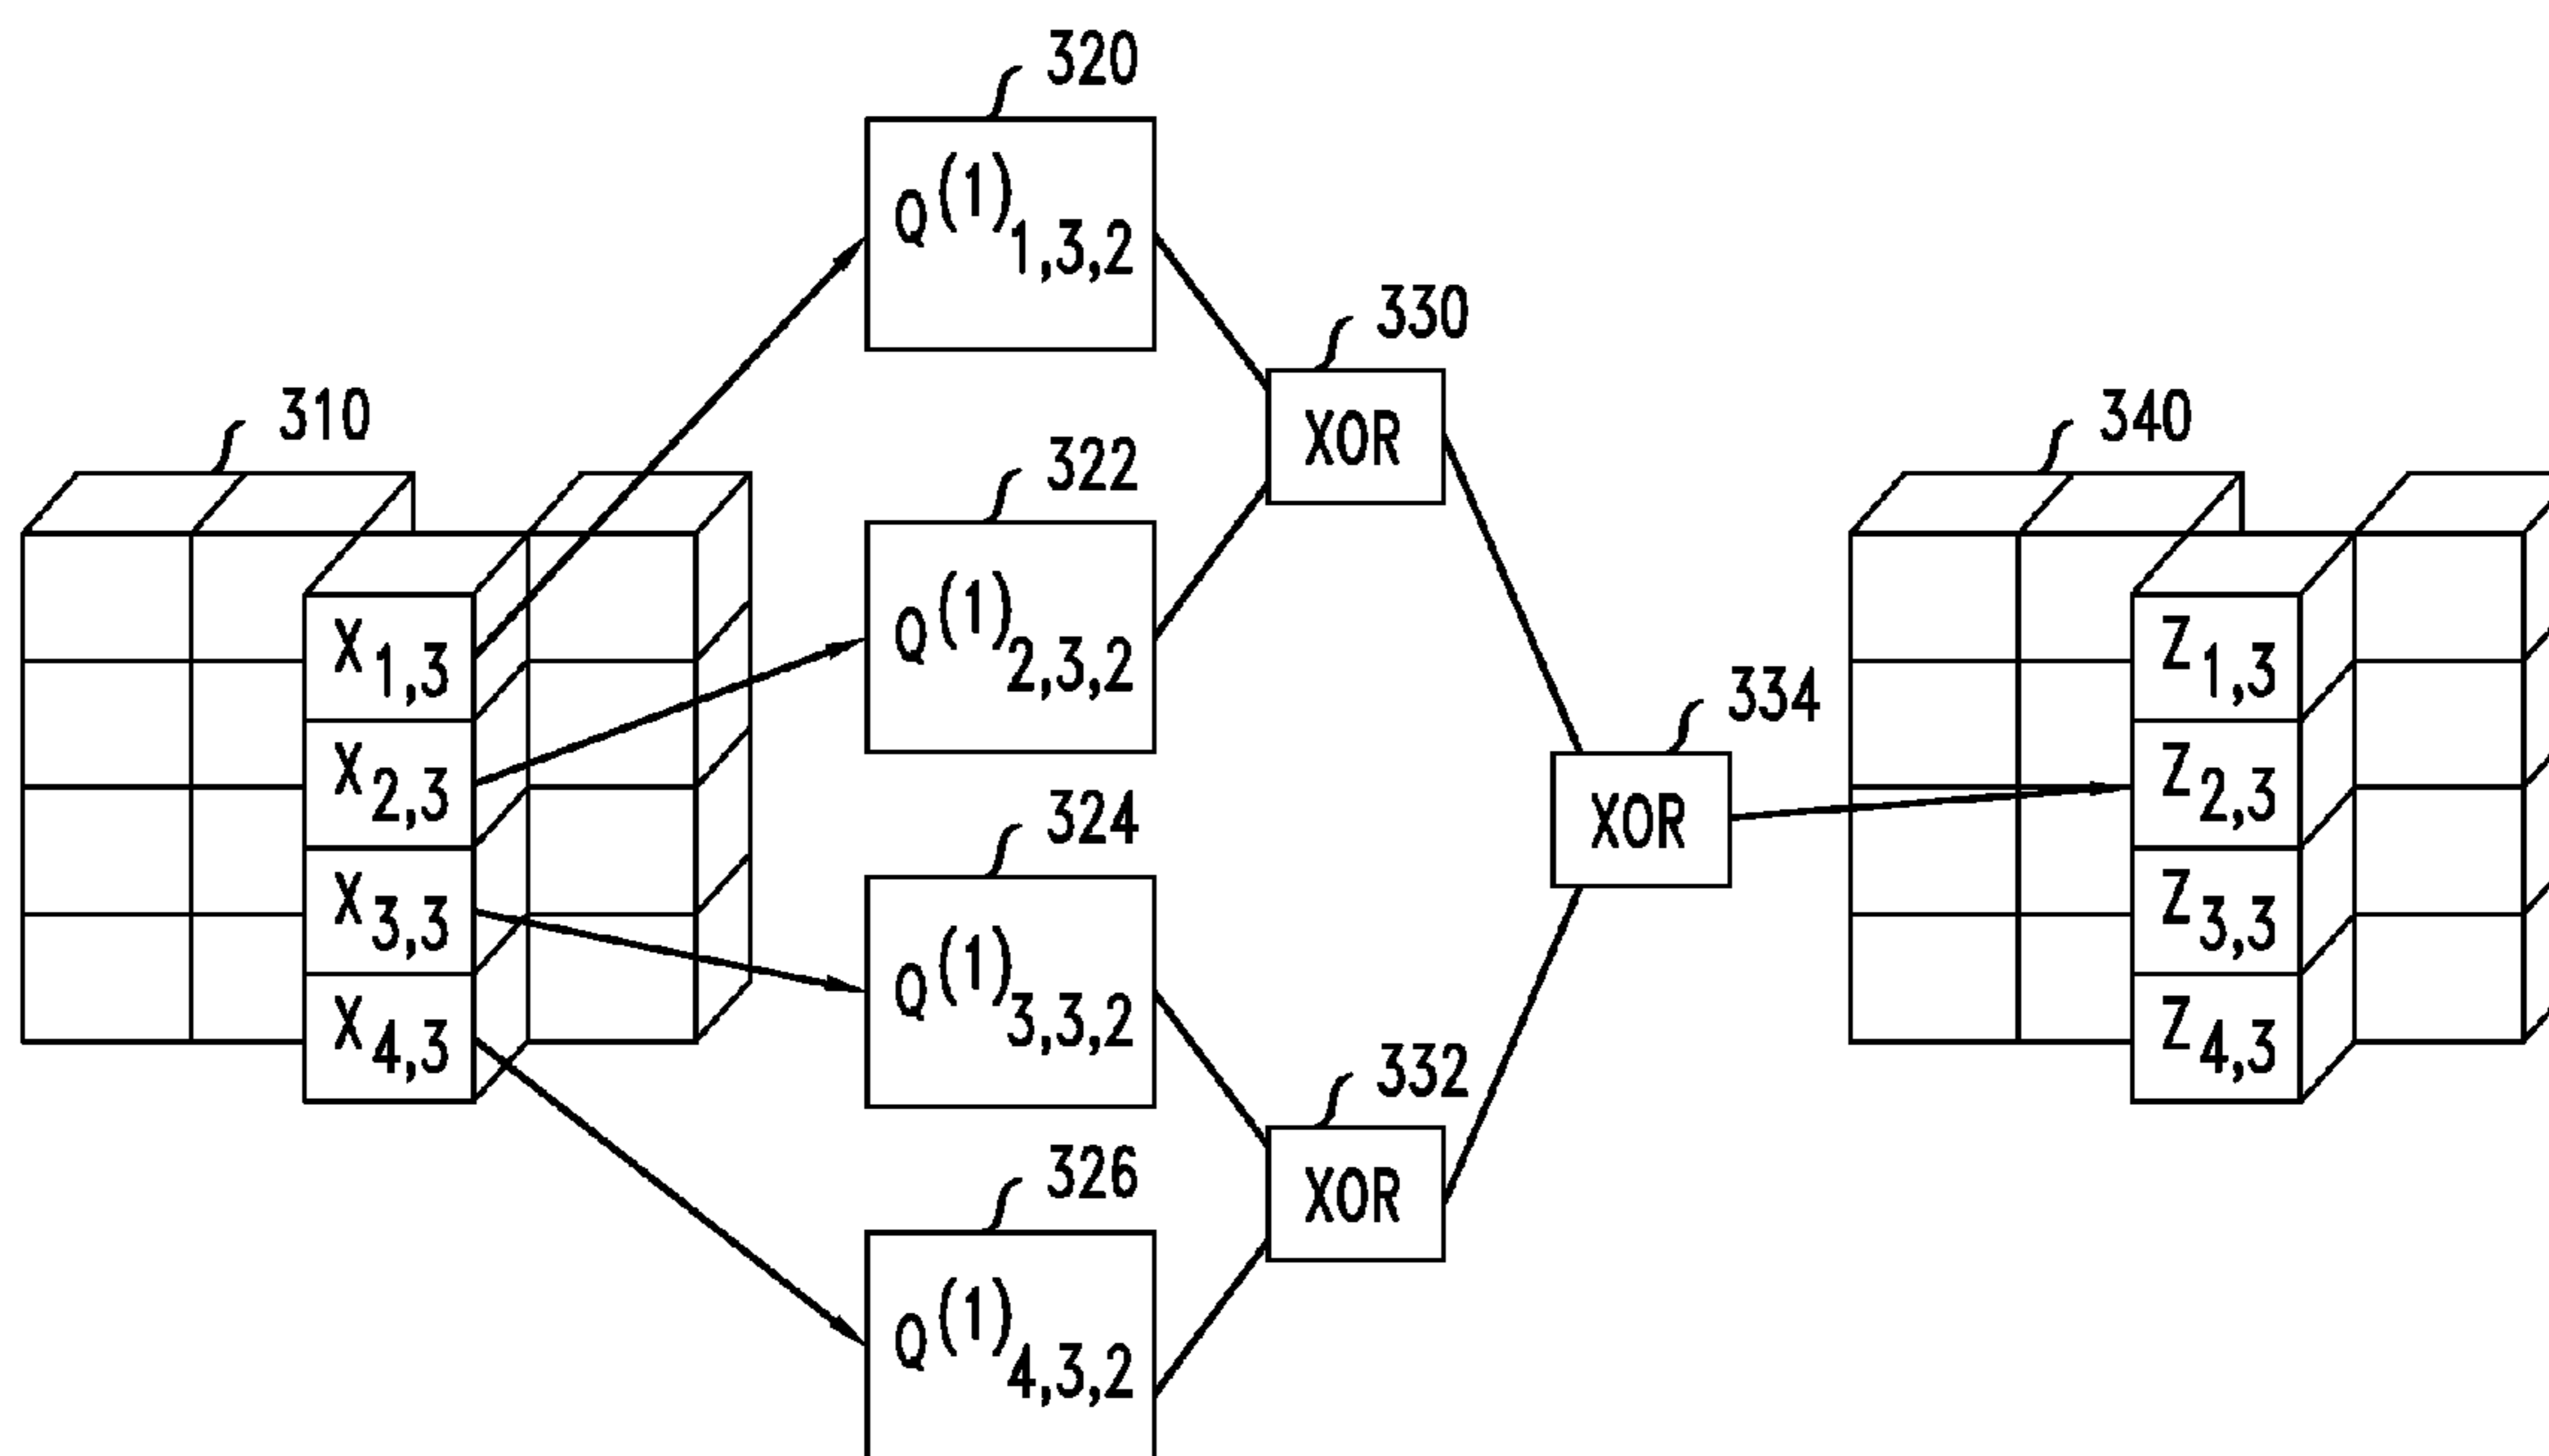 320
Q(1)1,3,2
330
XOR
310
340
322
Q(1)2,3,2
X1,3
X2,3
X3,3
X4,3
334
XOR
Z1,3
Z2,3
Z3,3
Z4,3
324
Q(1)3,3,2
332
XOR
326
Q(1)4,3,2